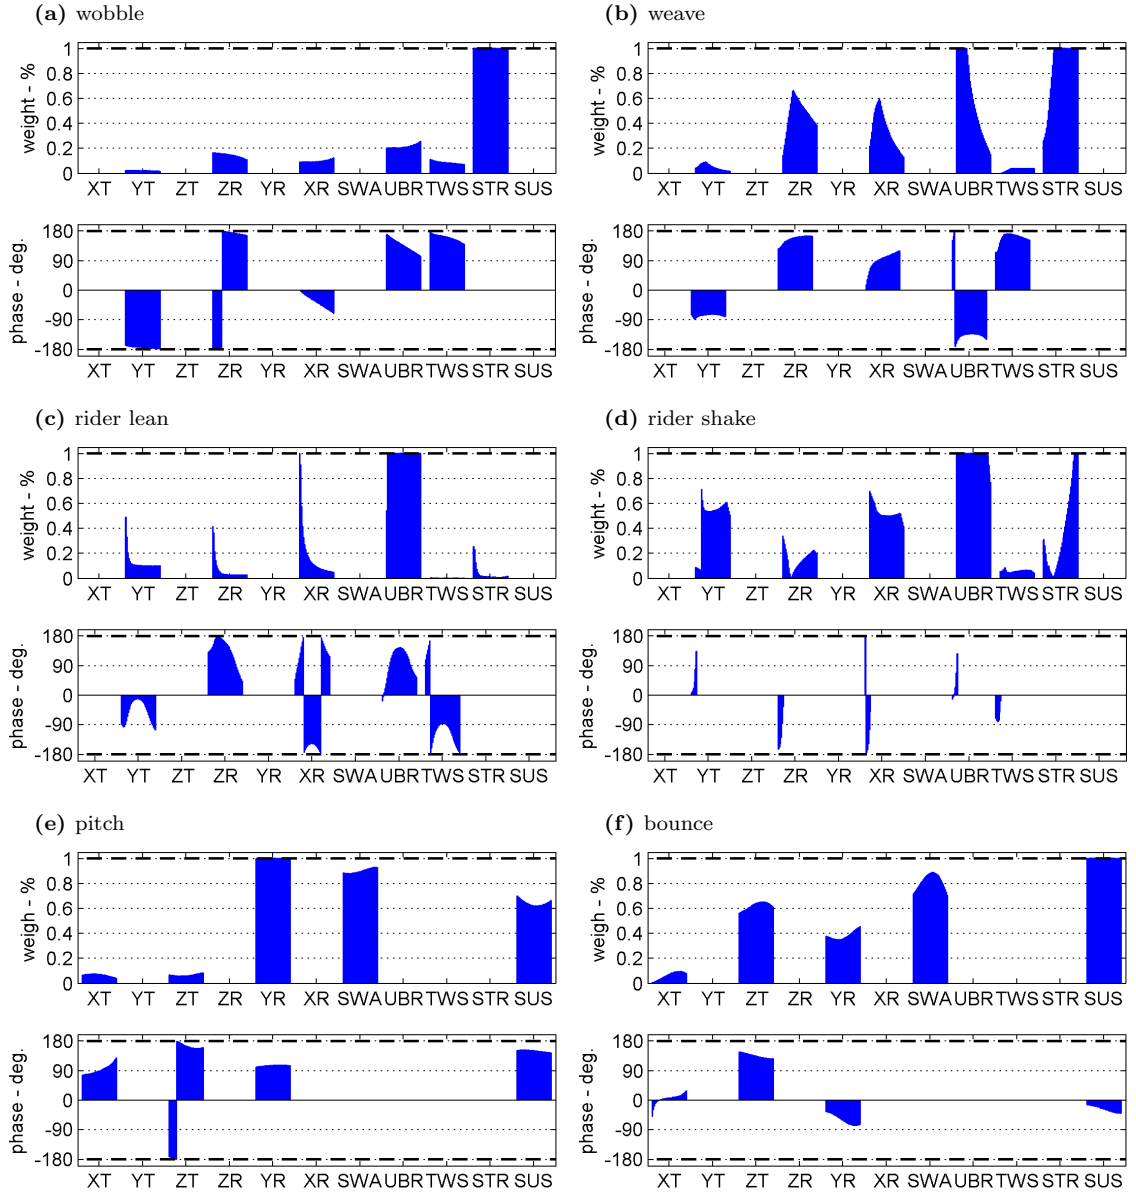 (a) wobble
weight - %
1
0.8
0.6
0.4
0.2
0
XT YT ZT ZR YR XR SWA UBR TWS STR SUS
phase - deg.
180
90
0
-90
-180
XT YT ZT ZR YR XR SWA UBR TWS STR SUS
(b) weave
weight - %
1
0.8
0.6
0.4
0.2
0
XT YT ZT ZR YR XR SWA UBR TWS STR SUS
phase - deg.
180
90
0
-90
-180
XT YT ZT ZR YR XR SWA UBR TWS STR SUS
(c) rider lean
weight - %
1
0.8
0.6
0.4
0.2
0
XT YT ZT ZR YR XR SWA UBR TWS STR SUS
phase - deg.
180
90
0
-90
-180
XT YT ZT ZR YR XR SWA UBR TWS STR SUS
(d) rider shake
weight - %
1
0.8
0.6
0.4
0.2
0
XT YT ZT ZR YR XR SWA UBR TWS STR SUS
phase - deg.
180
90
0
-90
-180
XT YT ZT ZR YR XR SWA UBR TWS STR SUS
(e) pitch
weigh - %
1
0.8
0.6
0.4
0.2
0
XT YT ZT ZR YR XR SWA UBR TWS STR SUS
phase - deg.
180
90
0
-90
-180
XT YT ZT ZR YR XR SWA UBR TWS STR SUS
(f) bounce
weigh - %
1
0.8
0.6
0.4
0.2
0
XT YT ZT ZR YR XR SWA UBR TWS STR SUS
phase - deg.
180
90
0
-90
-180
XT YT ZT ZR YR XR SWA UBR TWS STR SUS